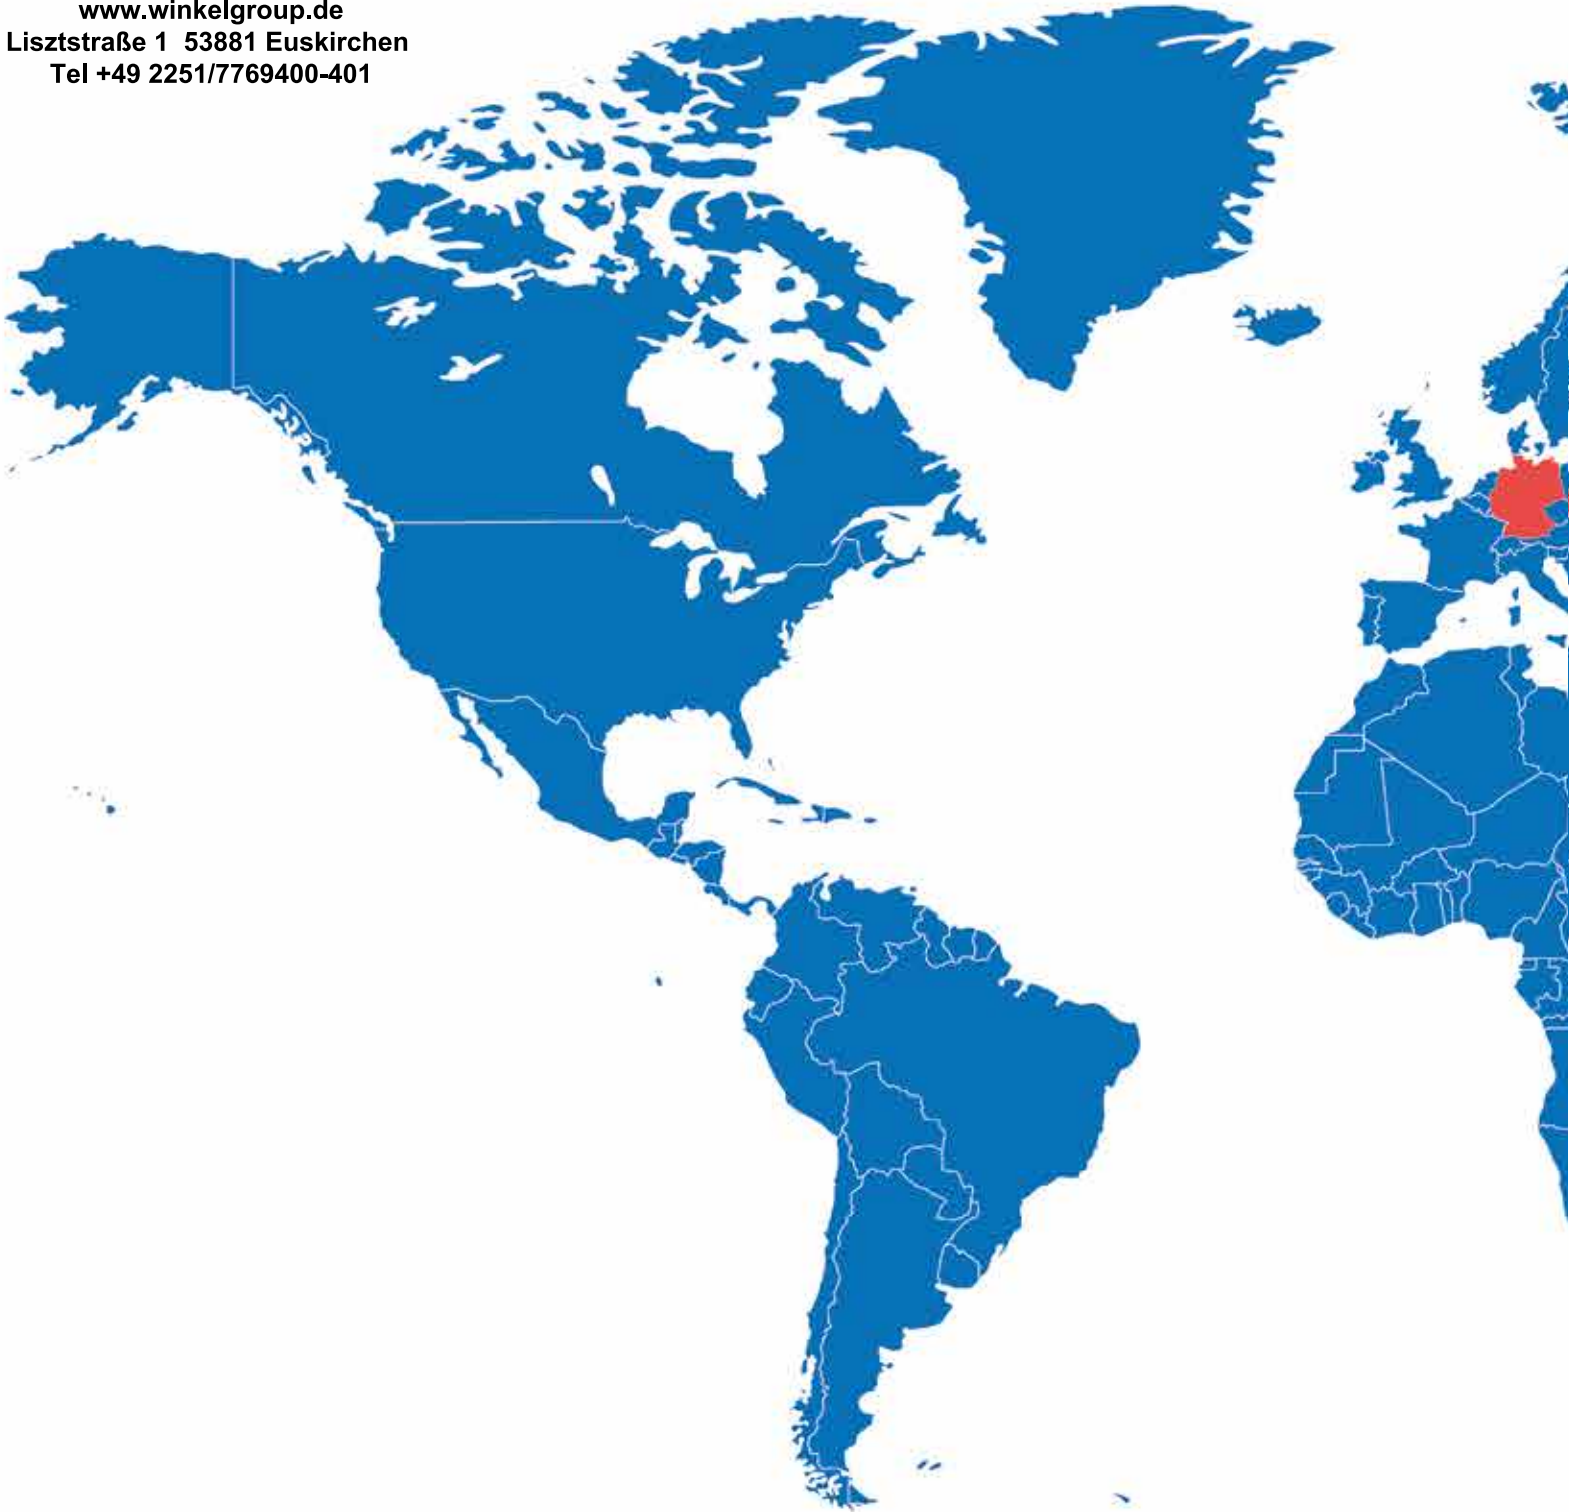 www.winkelgroup.de
Lisztstraße 1  53881 Euskirchen
Tel +49 2251/7769400-401